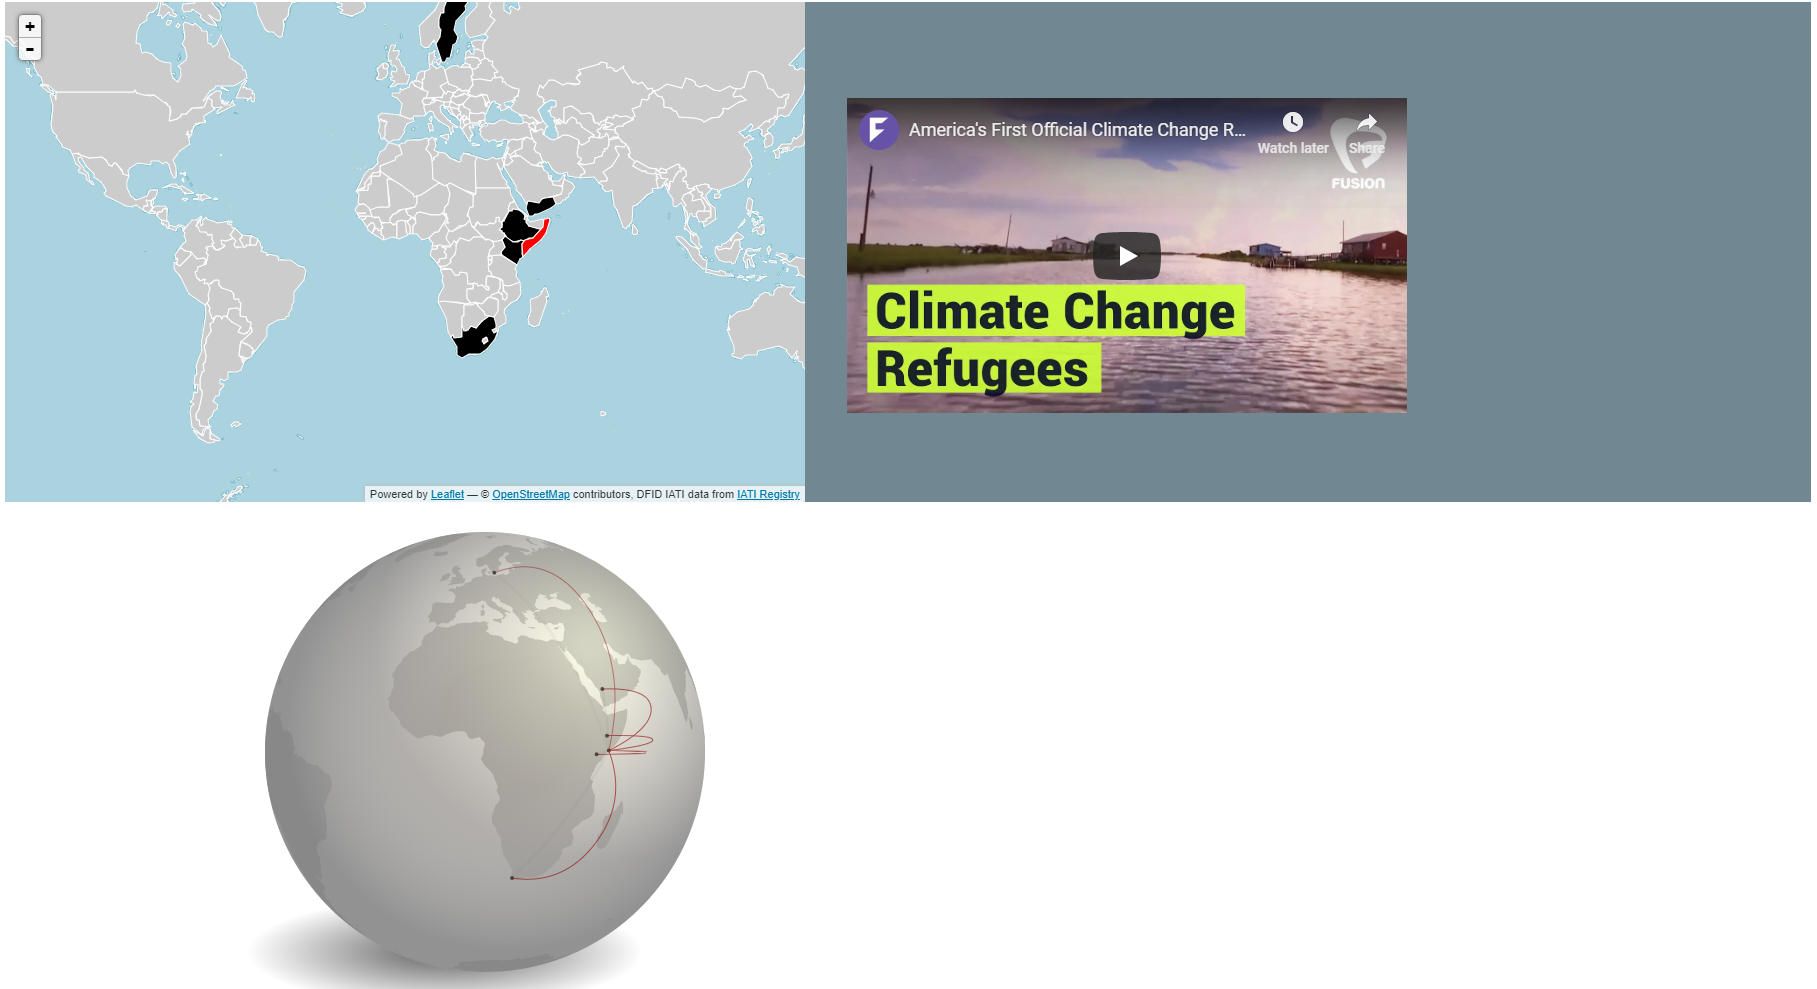 +
-
Powered by Leaflet — © OpenStreetMap contributors, DFID IATI data from IATI Registry
America's First Official Climate Change R...
Watch later
Share
FUSION
Climate Change
Refugees